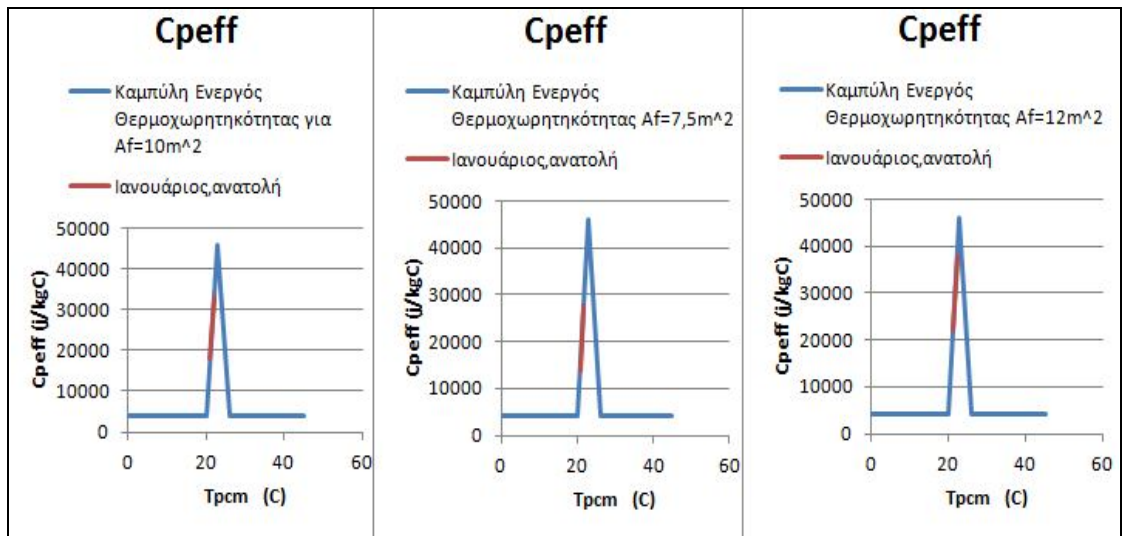 Cpeff
Καμπύλη Ενεργός
Θερμοχωρητηκότητας για
Af=10m^2
Ιανουάριος,ανατολή
50000
40000
30000
20000
10000
0
Cpeff (j/kgC)
0 20 40 60
Tpcm (C)
Cpeff
Καμπύλη Ενεργός
Θερμοχωρητηκότητας Af=7,5m^2
Ιανουάριος,ανατολή
50000
40000
30000
20000
10000
0
Cpeff (j/kgC)
0 20 40 60
Tpcm (C)
Cpeff
Καμπύλη Ενεργός
Θερμοχωρητηκότητας Af=12m^2
Ιανουάριος,ανατολή
50000
40000
30000
20000
10000
0
Cpeff (j/kgC)
0 20 40 60
Tpcm (C)